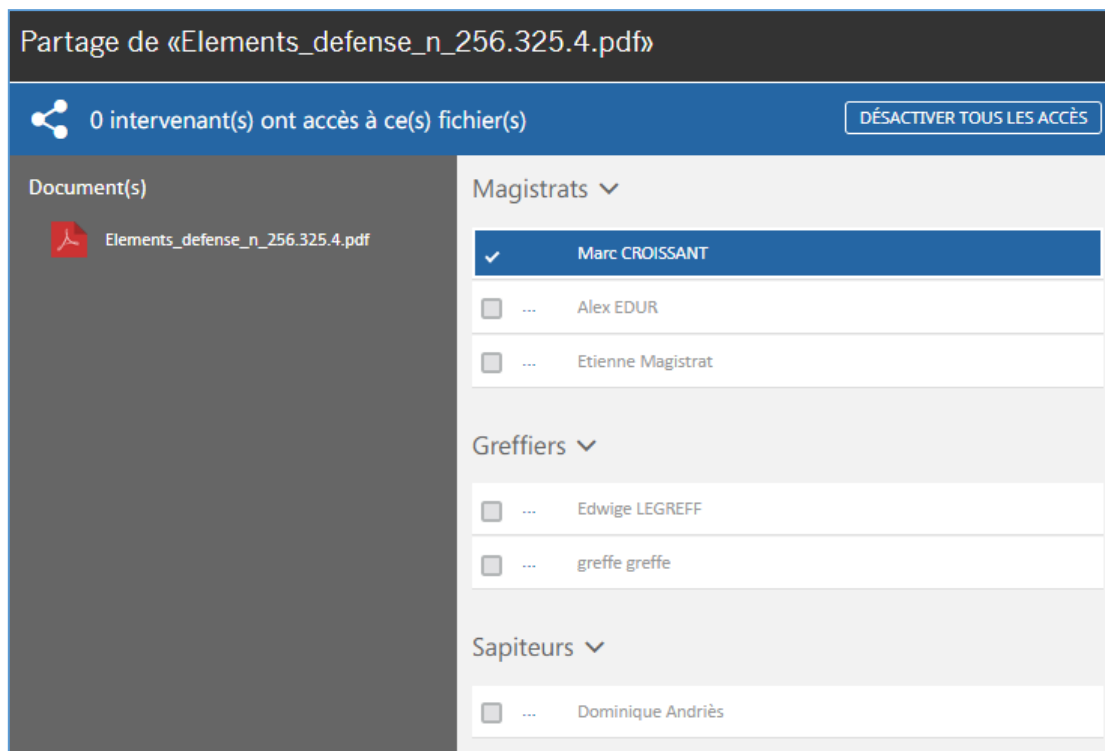 Partage de «Elements_defense_n_256.325.4.pdf»
0 intervenant(s) ont accès à ce(s) fichier(s)
DÉSACTIVER TOUS LES ACCÈS
Document(s)
Elements_defense_n_256.325.4.pdf
Magistrats
Marc CROISSANT
... Alex EDUR
... Etienne Magistrat
Greffiers
... Edwige LEGREFF
... greffe greffe
Sapiteurs
... Dominique Andriès